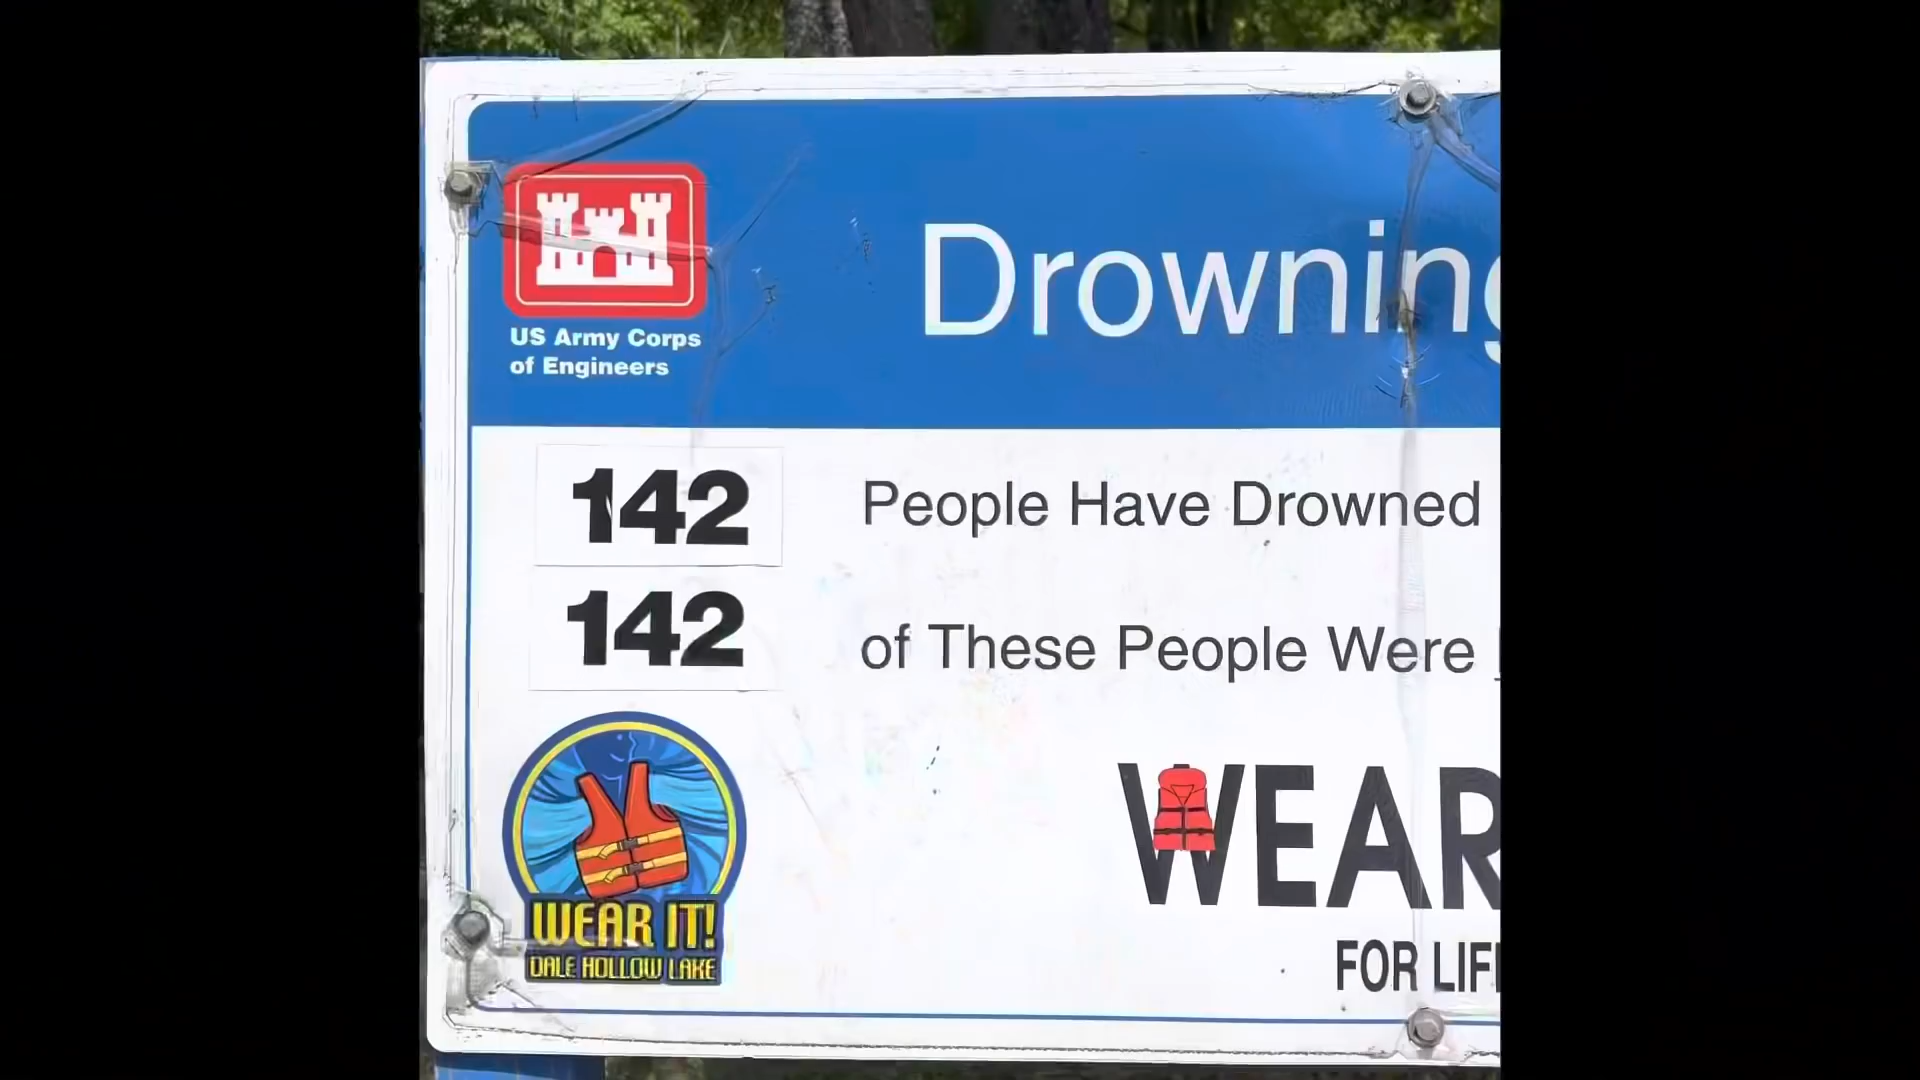 US Army Corps
of Engineers
Drowning
142 People Have Drowned
142 of These People Were
WEAR IT!
DALE HOLLOW LAKE
WEAR
FOR LIF